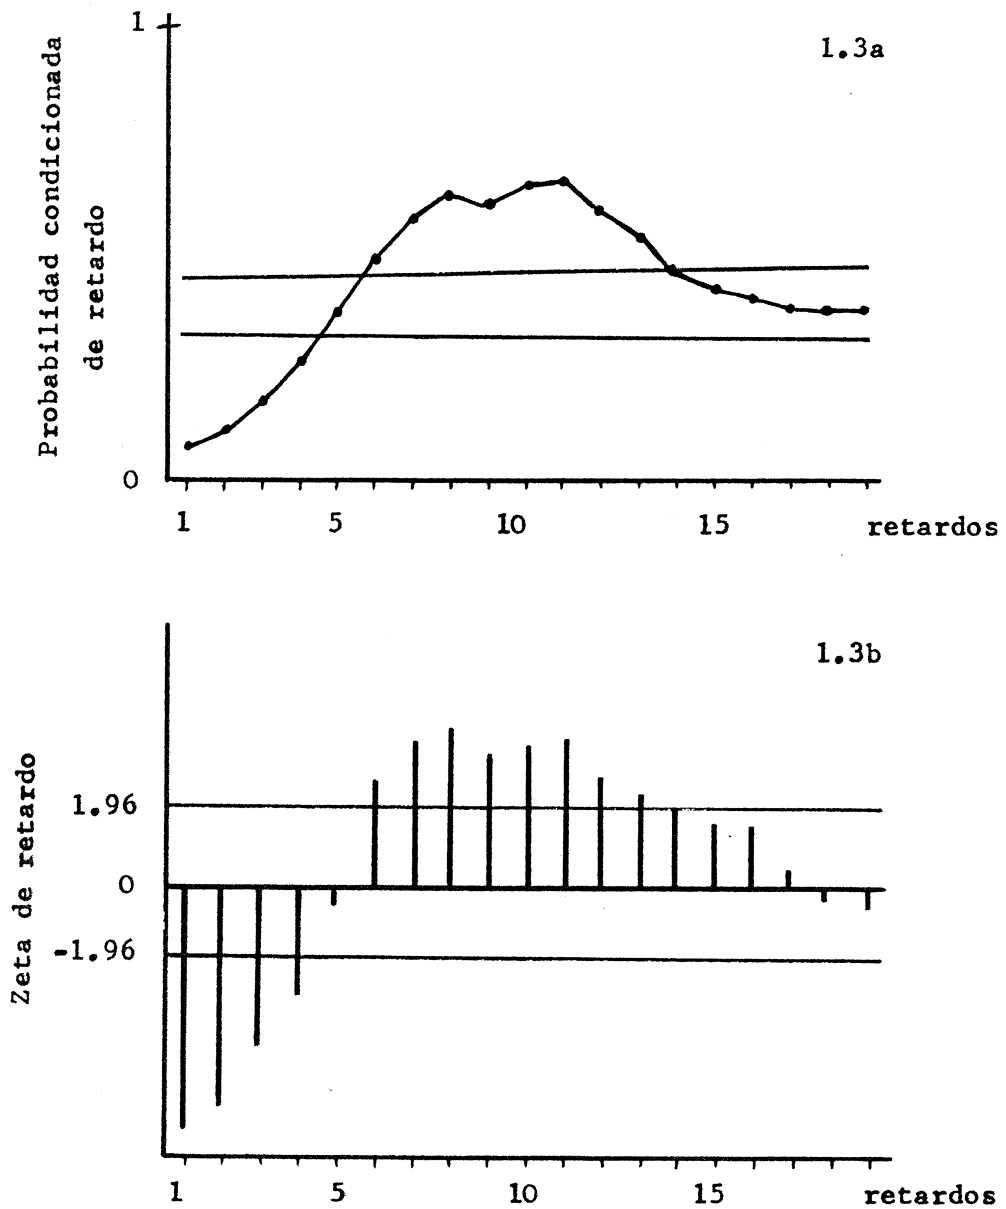 1
1.3a
Probabilidad condicionada
de retardo
0
1 5 10 15 retardos
1.3b
Zeta de retardo
1.96
0
-1.96
1 5 10 15 retardos